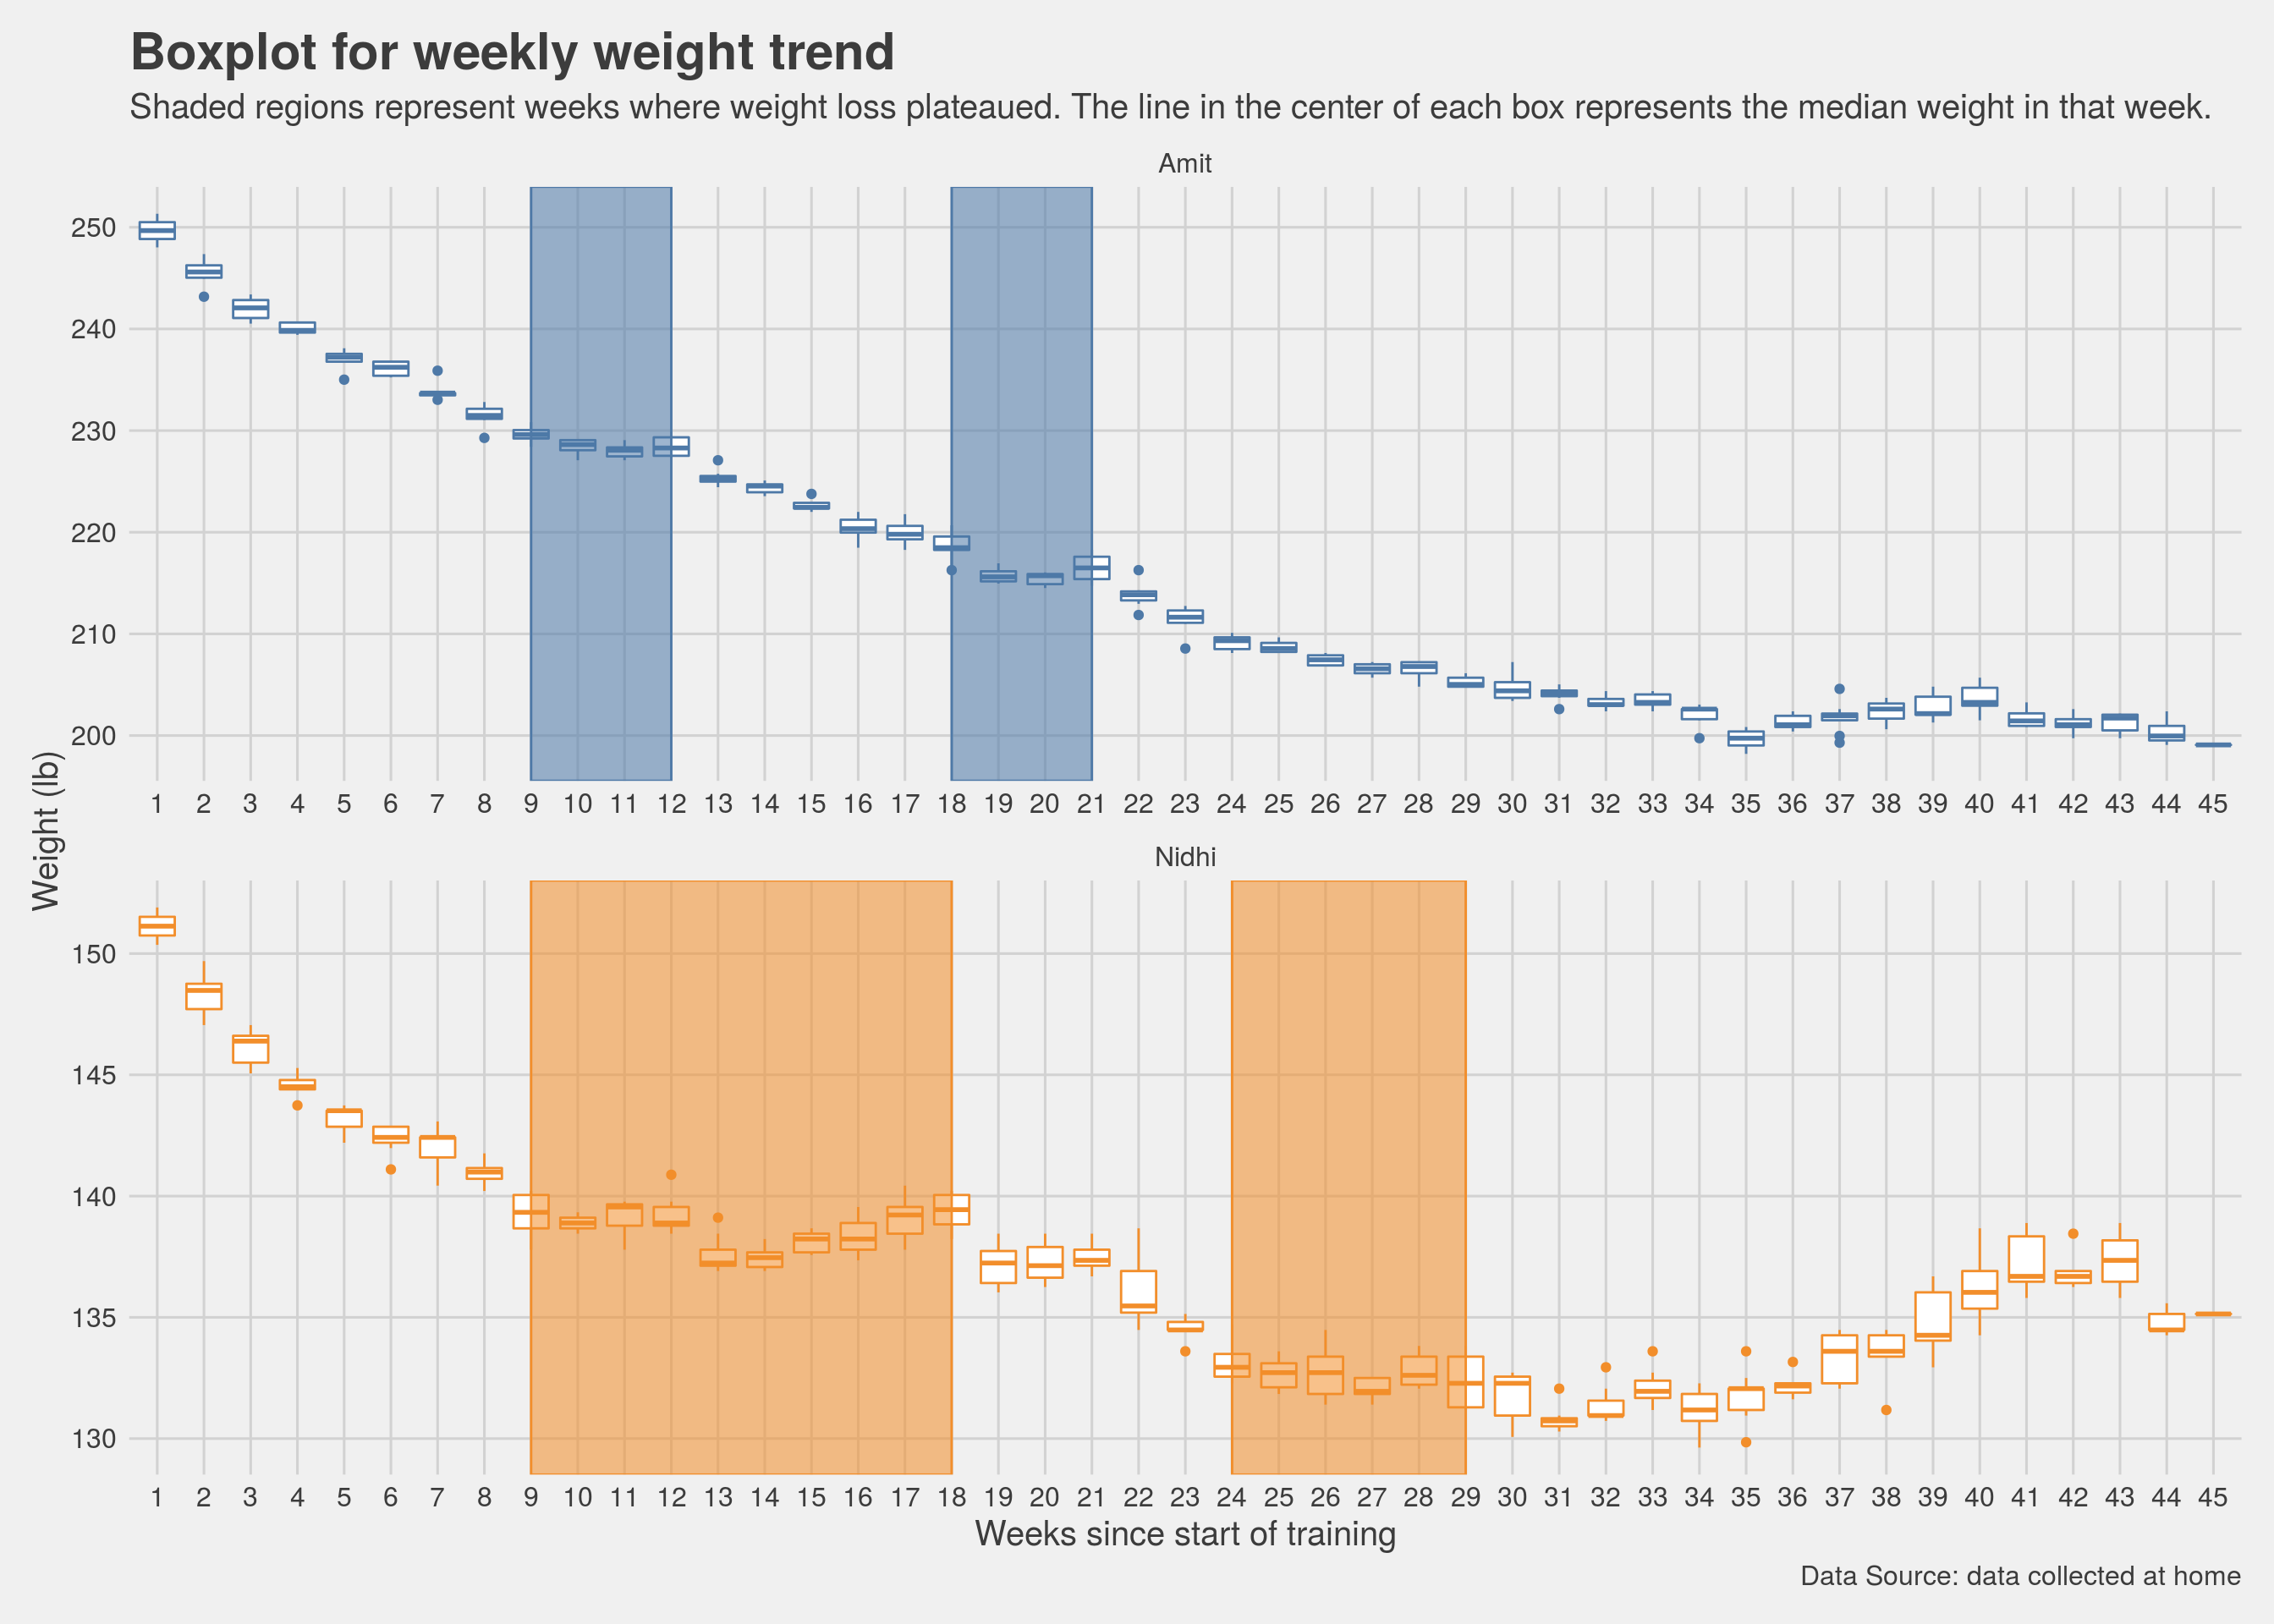 Boxplot for weekly weight trend
Shaded regions represent weeks where weight loss plateaued. The line in the center of each box represents the median weight in that week.
Amit
250
240
230
220
210
200
1 2 3 4 5 6 7 8 9 10 11 12 13 14 15 16 17 18 19 20 21 22 23 24 25 26 27 28 29 30 31 32 33 34 35 36 37 38 39 40 41 42 43 44 45
Weight (lb)
Nidhi
150
145
140
135
130
1 2 3 4 5 6 7 8 9 10 11 12 13 14 15 16 17 18 19 20 21 22 23 24 25 26 27 28 29 30 31 32 33 34 35 36 37 38 39 40 41 42 43 44 45
Weeks since start of training
Data Source: data collected at home